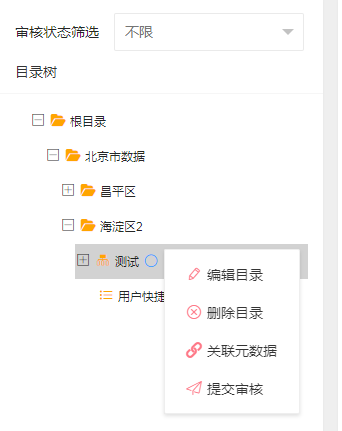 审核状态筛选 不限
目录树
根目录
北京市数据
昌平区
海淀区2
测试
编辑目录
用户快捷
删除目录
关联元数据
提交审核